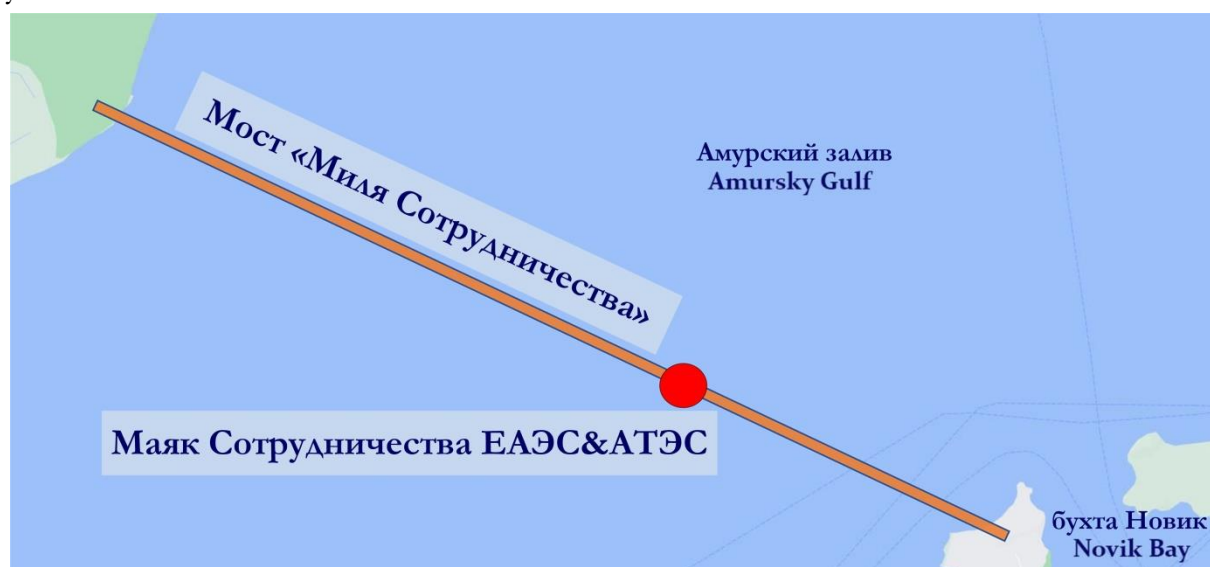 Мост «Миля Сотрудничества»
Амурский залив
Amursky Gulf
Маяк Сотрудничества ЕАЭС&АТЭС
бухта Новик
Novik Bay